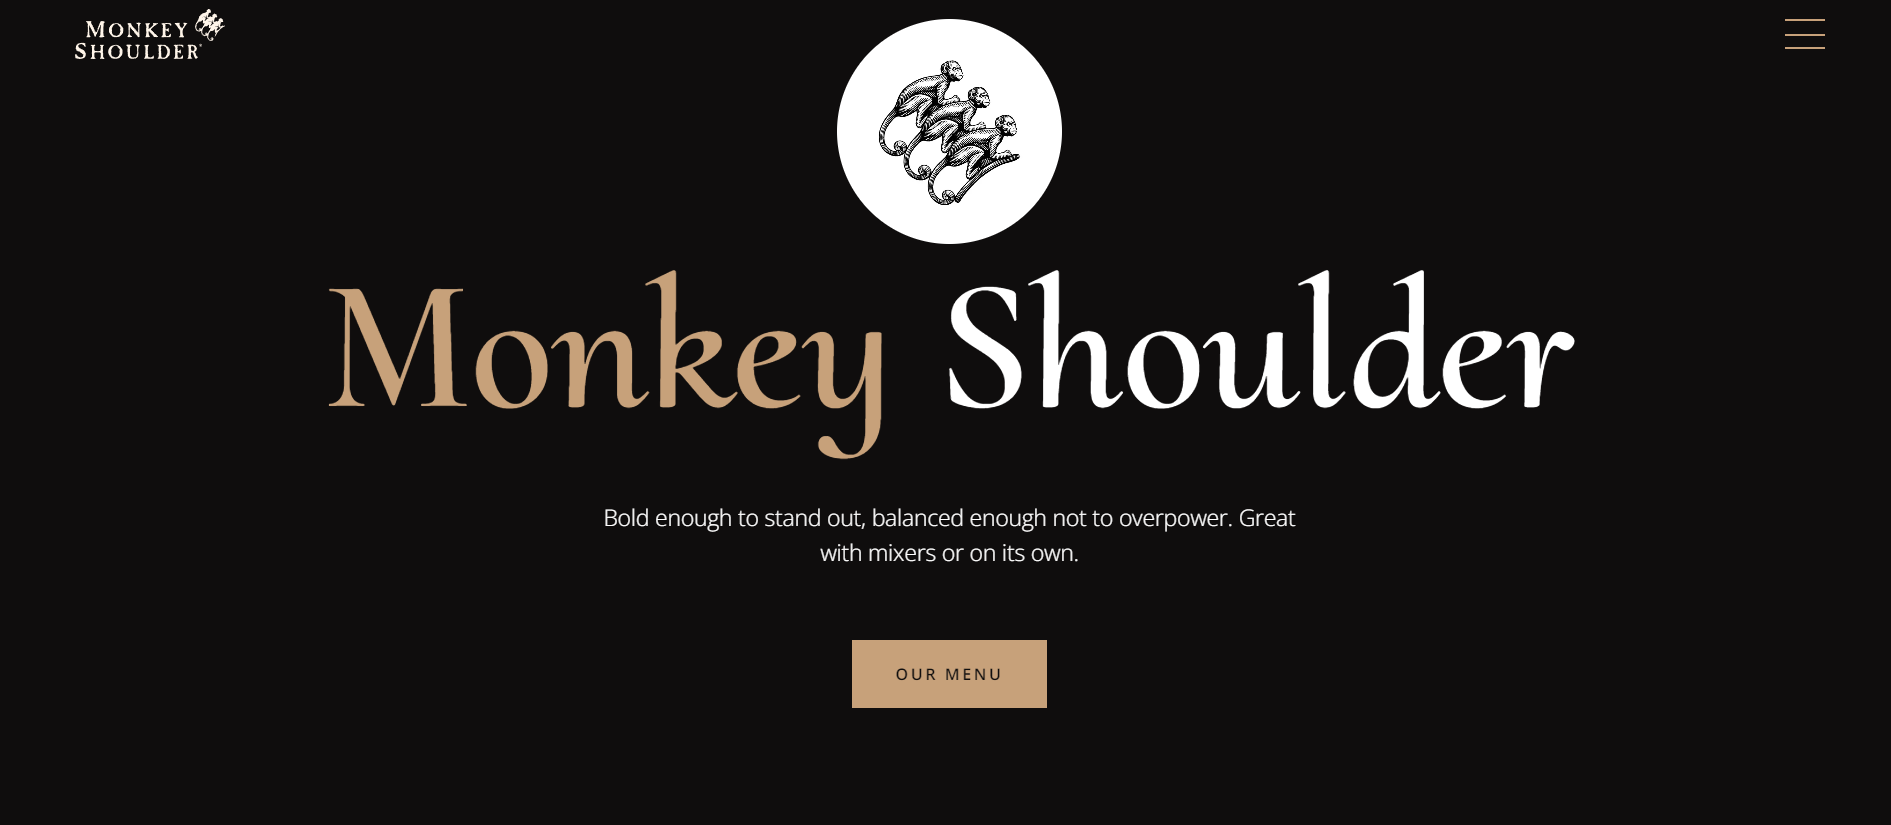 MONKEY
SHOULDER
Monkey Shoulder
Bold enough to stand out, balanced enough not to overpower. Great
with mixers or on its own.
OUR MENU